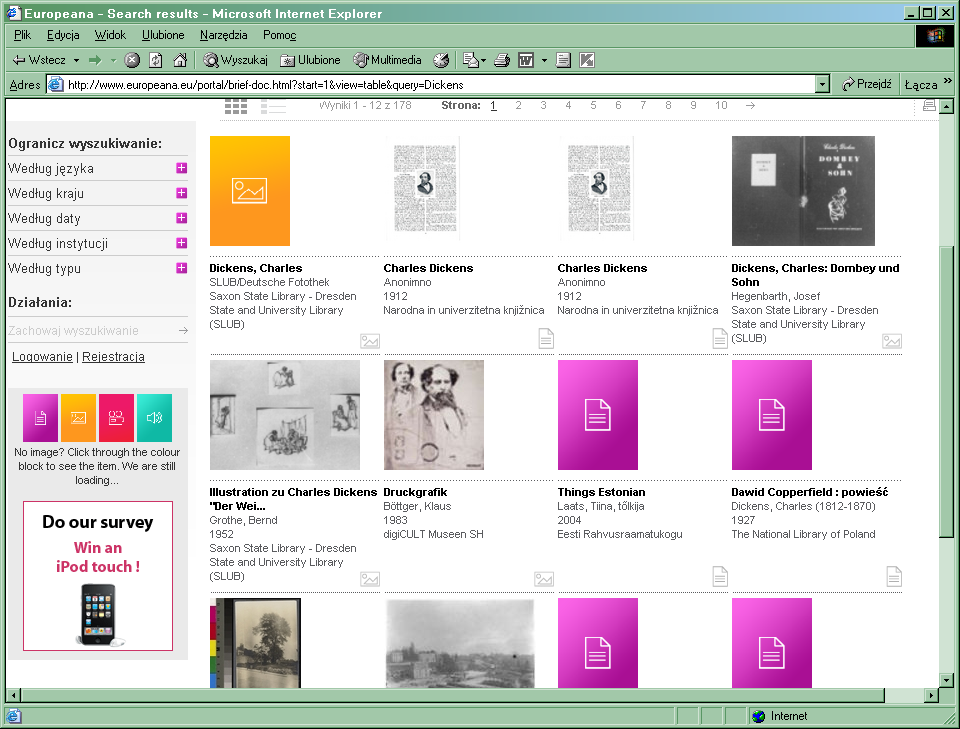 Europeana - Search results - Microsoft Internet Explorer
Plik Edycja Widok Ulubione Narzędzia Pomoc
Wstecz Wyszukaj Ulubione Multimedia
Adres http://www.europeana.eu/portal/brief-doc.html?start=1&view=table&query=Dickens Przejdź Łącza »
Wyniki 1 - 12 z 178 Strona: 1 2 3 4 5 6 7 8 9 10 →
Ogranicz wyszukiwanie:
Według języka
Według kraju
Według daty
Według instytucji
Według typu
Działania:
Zachowaj wyszukiwanie →
Logowanie | Rejestracja
No image? Click through the colour
block to see the item. We are still
loading...
Do our survey
Win an
iPod touch !
Dickens, Charles
SLUB/Deutsche Fotothek
Saxon State Library - Dresden
State and University Library
(SLUB)
Charles Dickens
Anonimno
1912
Narodna in univerzitetna knjižnica
Charles Dickens
Anonimno
1912
Narodna in univerzitetna knjižnica
DOMBEY
&
SOHN
Dickens, Charles: Dombey und
Sohn
Hegenbarth, Josef
Saxon State Library - Dresden
State and University Library
(SLUB)
Illustration zu Charles Dickens
"Der Wei...
Grothe, Bernd
1952
Saxon State Library - Dresden
State and University Library
(SLUB)
Druckgrafik
Böttger, Klaus
1983
digiCULT Museen SH
Things Estonian
Laats, Tiina, tõlkija
2004
Eesti Rahvusraamatukogu
Dawid Copperfield : powieść
Dickens, Charles (1812-1870)
1927
The National Library of Poland
Internet